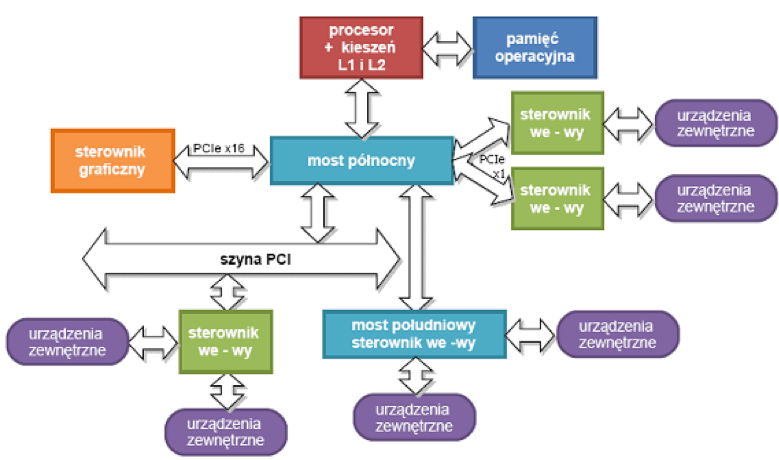 procesor
+ kieszeń
L1 i L2
pamięć
operacyjna
sterownik
we - wy
urządzenia
zewnętrzne
sterownik
graficzny
PCIe x16
most północny
PCIe
x1
sterownik
we - wy
urządzenia
zewnętrzne
szyna PCI
urządzenia
zewnętrzne
sterownik
we - wy
most południowy
sterownik we -wy
urządzenia
zewnętrzne
urządzenia
zewnętrzne
urządzenia
zewnętrzne